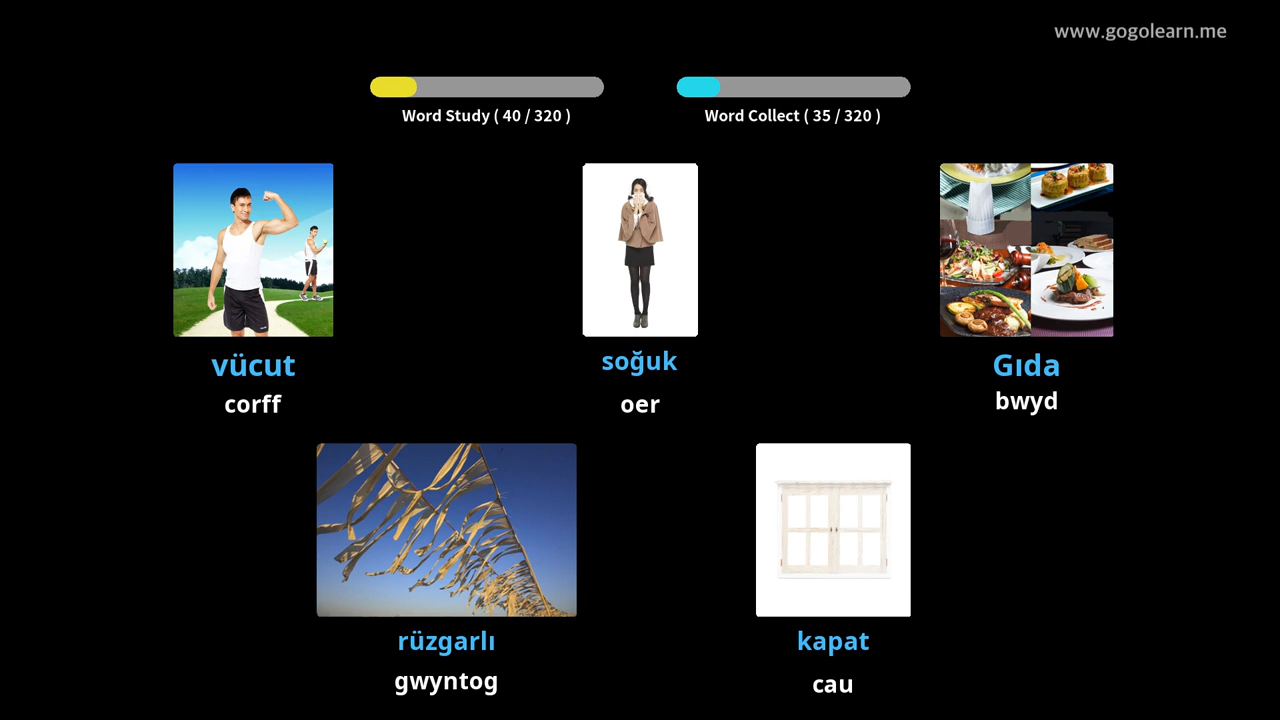 www.gogolearn.me
Word Study ( 40 / 320 )
Word Collect ( 35 / 320 )
vücut
soğuk
Gıda
corff
oer
bwyd
rüzgarlı
kapat
gwyntog
cau